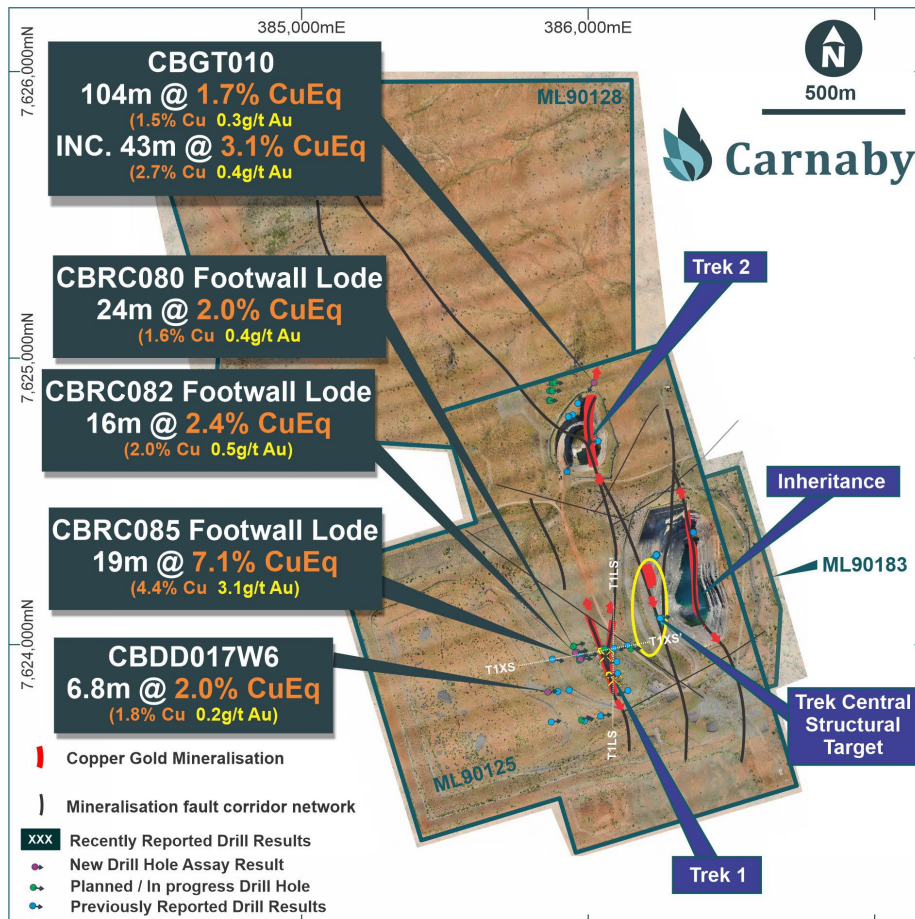 385,000mE
386,000mE
7,626,000mN
7,625,000mN
7,624,000mN
N
500m
Carnaby
ML90128
CBGT010
104m @ 1.7% CuEq
(1.5% Cu 0.3g/t Au
INC. 43m @ 3.1% CuEq
(2.7% Cu 0.4g/t Au
CBRC080 Footwall Lode
24m @ 2.0% CuEq
(1.6% Cu 0.4g/t Au
CBRC082 Footwall Lode
16m @ 2.4% CuEq
(2.0% Cu 0.5g/t Au)
CBRC085 Footwall Lode
19m @ 7.1% CuEq
(4.4% Cu 3.1g/t Au)
CBDD017W6
6.8m @ 2.0% CuEq
(1.8% Cu 0.2g/t Au)
Trek 2
Inheritance
ML90183
T1LS'
T1XS
T1XS'
T1LS
Trek Central
Structural
Target
ML90125
Trek 1
Copper Gold Mineralisation
Mineralisation fault corridor network
XXX Recently Reported Drill Results
New Drill Hole Assay Result
Planned / In progress Drill Hole
Previously Reported Drill Results